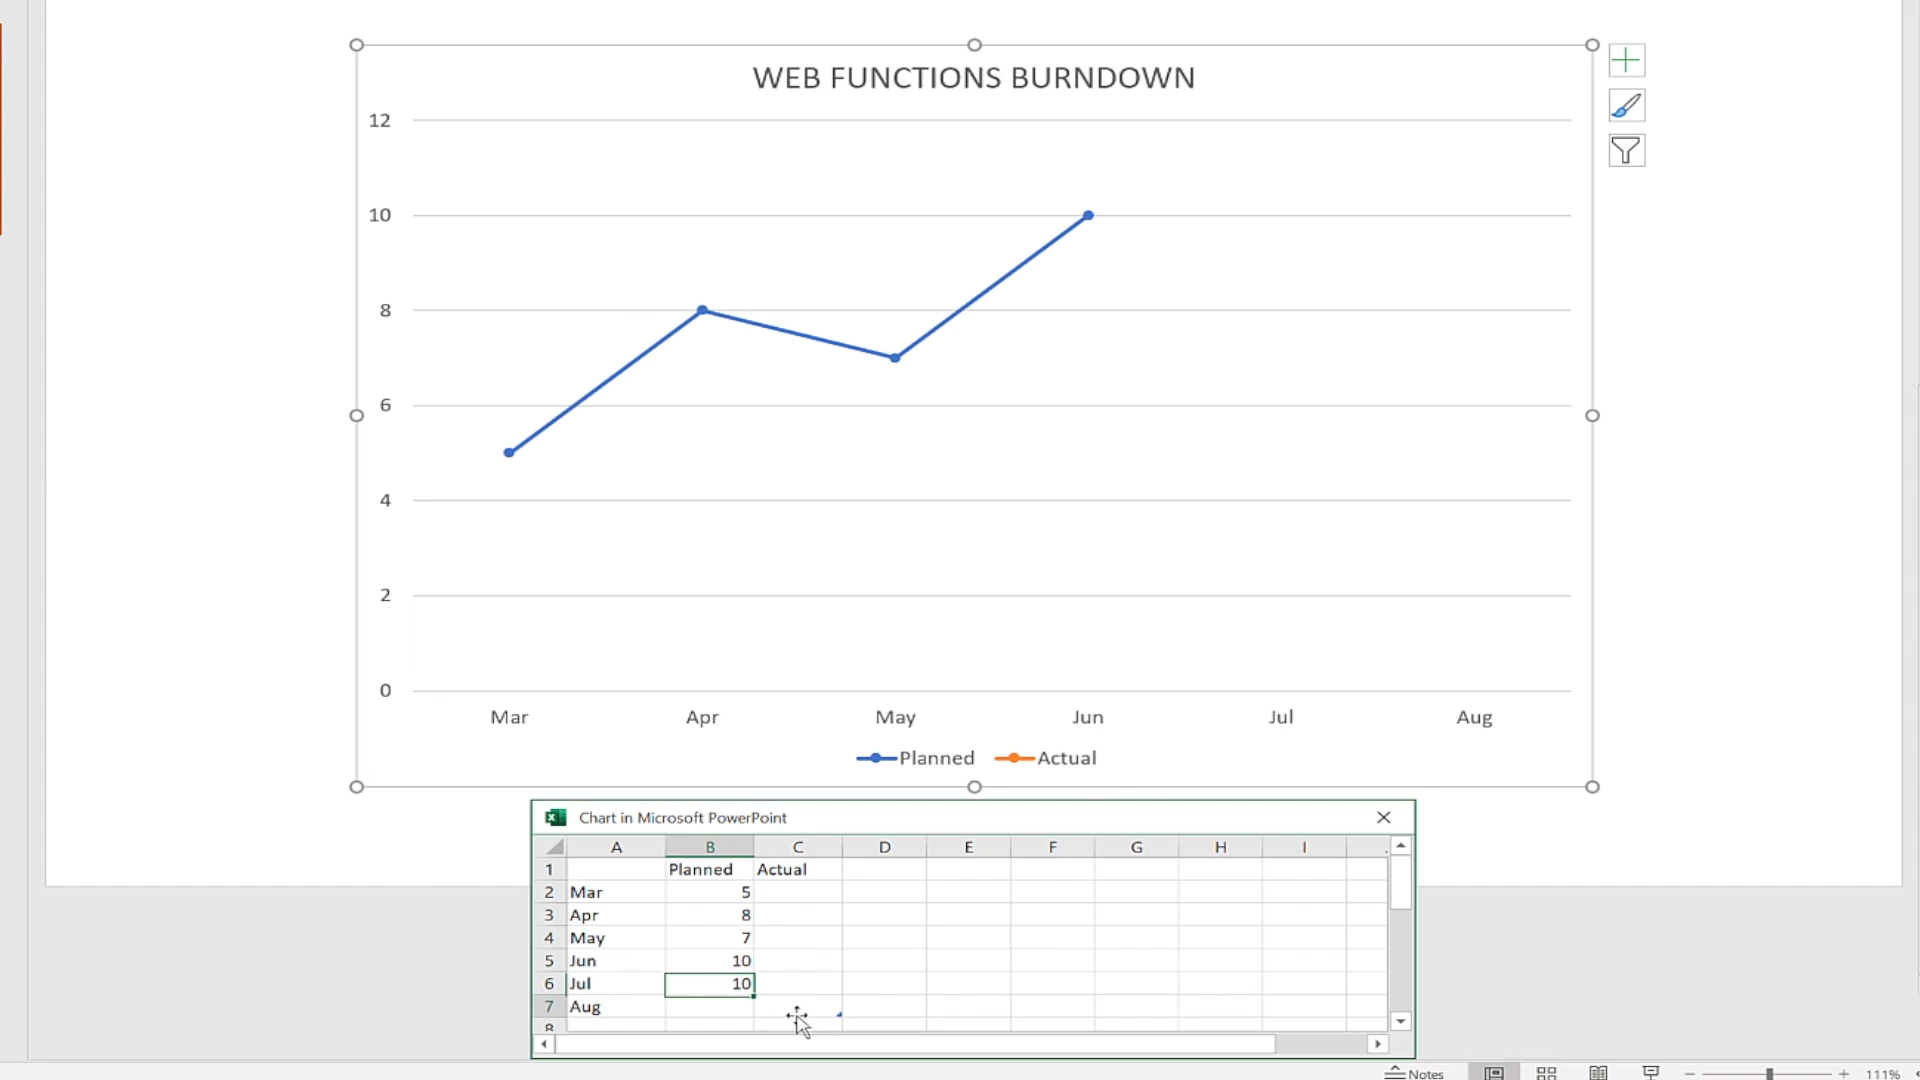 WEB FUNCTIONS BURNDOWN
12
10
8
6
4
2
0
Mar Apr May Jun Jul Aug
Planned Actual
Chart in Microsoft PowerPoint
A B C D E F G H I
1 Planned Actual
2 Mar 5
3 Apr 8
4 May 7
5 Jun 10
6 Jul 10
7 Aug
8
Notes 111%